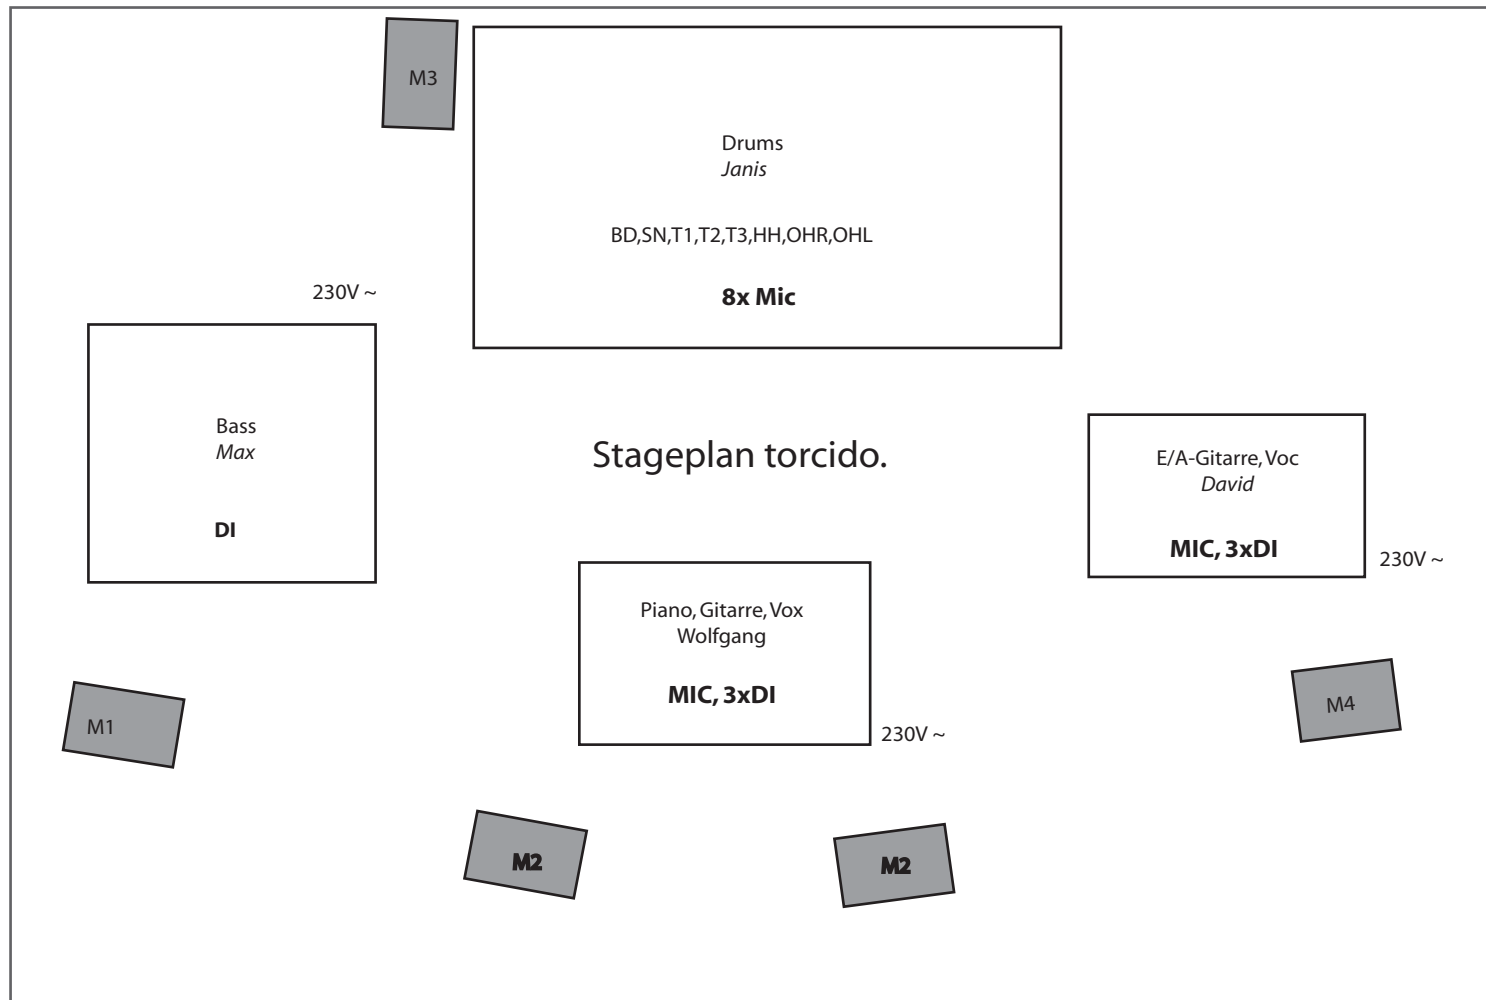 M3
Drums
Janis
BD,SN,T1,T2,T3,HH,OHR,OHL
8x Mic
230V ~
Bass
Max
DI
Stageplan torcido.
E/A-Gitarre, Voc
David
MIC, 3xDI
230V ~
Piano, Gitarre, Vox
Wolfgang
MIC, 3xDI
230V ~
M1
M4
M2
M2